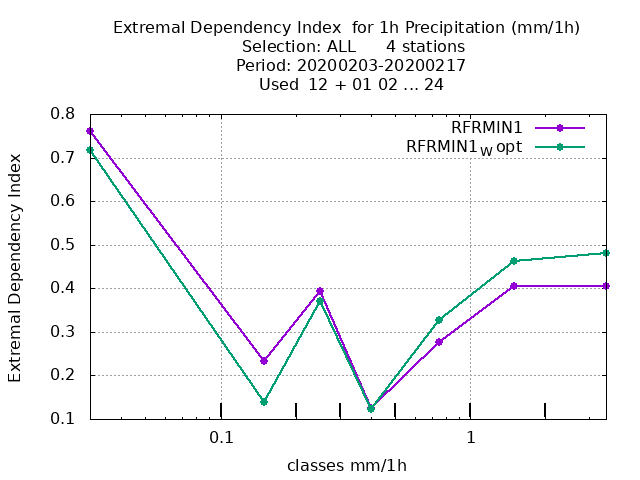 Extremal Dependency Index  for 1h Precipitation (mm/1h)
Selection: ALL      4 stations
Period: 20200203-20200217
Used  12 + 01 02 ... 24
0.8
0.7
0.6
0.5
0.4
0.3
0.2
0.1
Extremal Dependency Index
RFRMIN1
RFRMIN1W opt
0.1
1
classes mm/1h